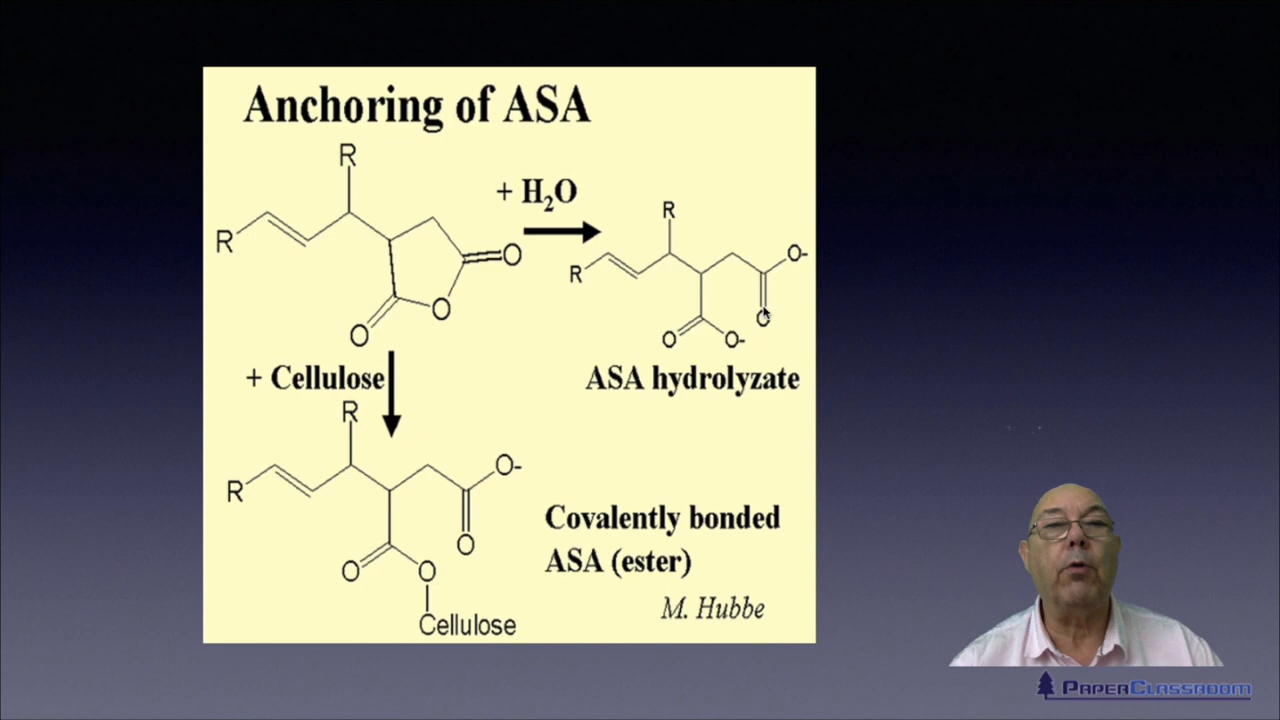 Anchoring of ASA
R
+ H₂O
R
R
O
R
O-
O
O
O
O
O-
+ Cellulose
ASA hydrolyzate
R
O-
R
Covalently bonded
O
ASA (ester)
O
O
M. Hubbe
Cellulose
PAPERCLASSROOM